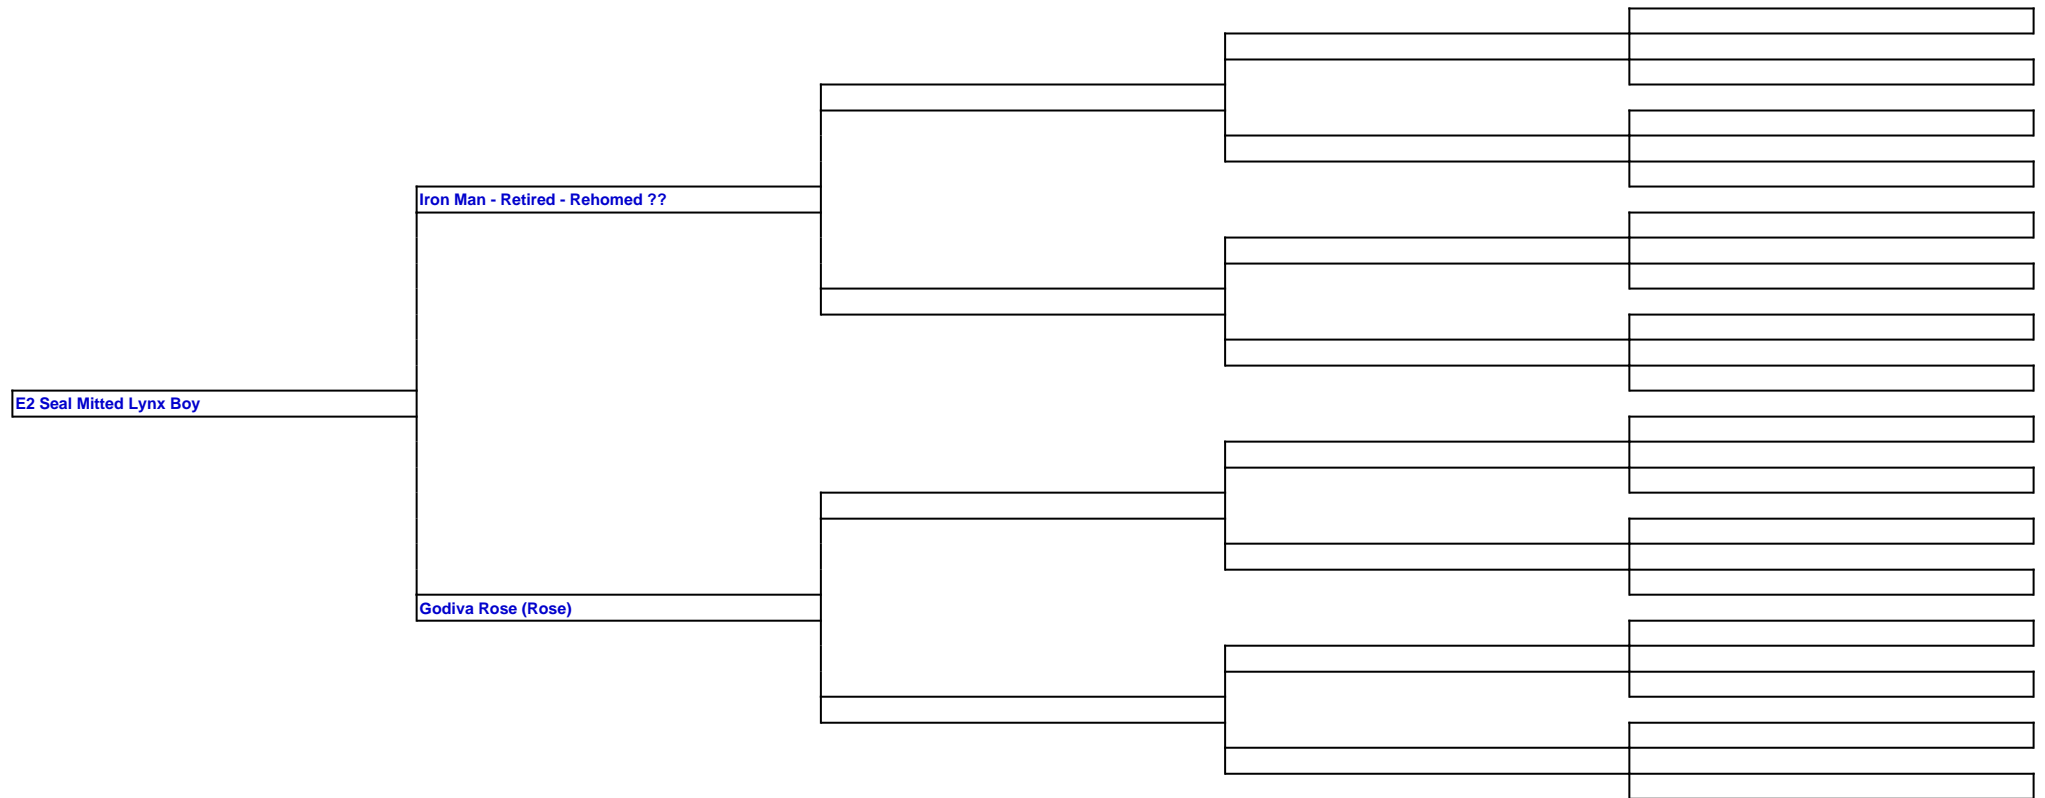 Iron Man - Retired - Rehomed ??
E2 Seal Mitted Lynx Boy
Godiva Rose (Rose)